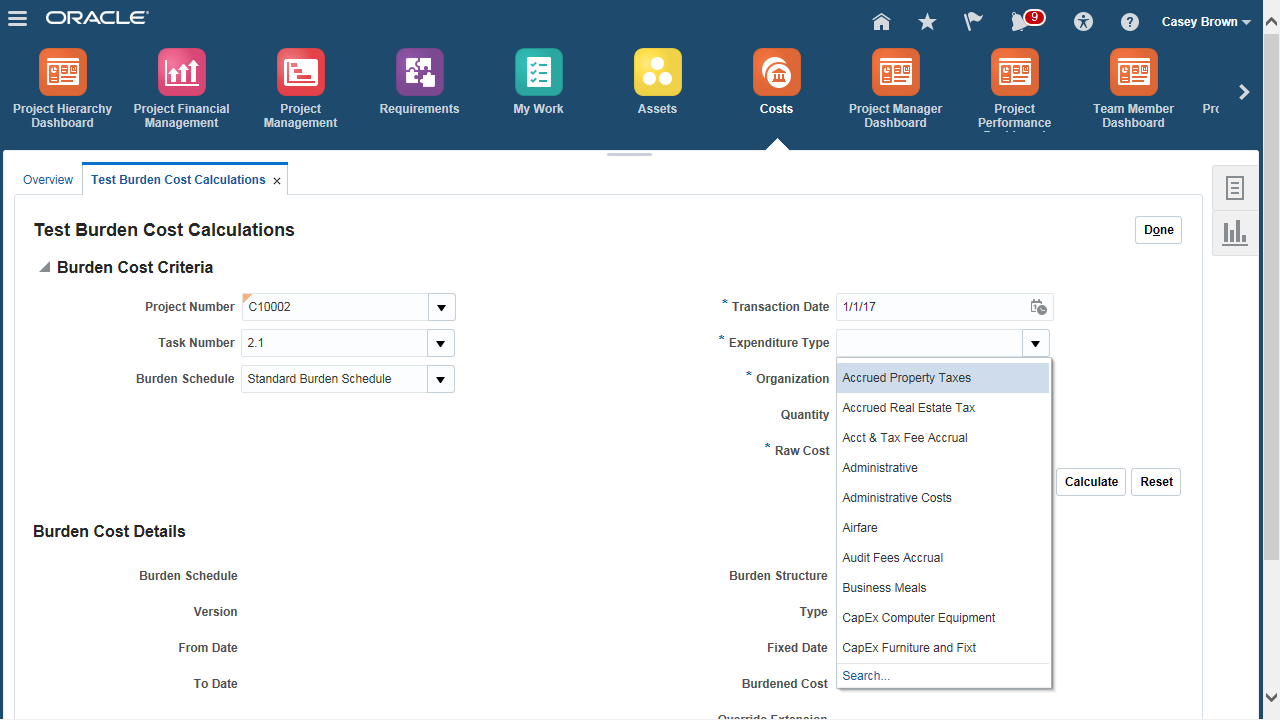 ORACLE
9
Casey Brown
Project Hierarchy
Dashboard
Project Financial
Management
Project
Management
Requirements
My Work
Assets
Costs
Project Manager
Dashboard
Project
Performance
Team Member
Dashboard
Overview
Test Burden Cost Calculations
Test Burden Cost Calculations
Done
Burden Cost Criteria
Project Number C10002
Task Number 2.1
Burden Schedule Standard Burden Schedule
* Transaction Date 1/1/17
* Expenditure Type
* Organization
Quantity
* Raw Cost
Accrued Property Taxes
Accrued Real Estate Tax
Acct & Tax Fee Accrual
Administrative
Administrative Costs
Airfare
Audit Fees Accrual
Business Meals
CapEx Computer Equipment
CapEx Furniture and Fixt
Search...
Calculate Reset
Burden Cost Details
Burden Schedule
Version
From Date
To Date
Burden Structure
Type
Fixed Date
Burdened Cost
Override Extension